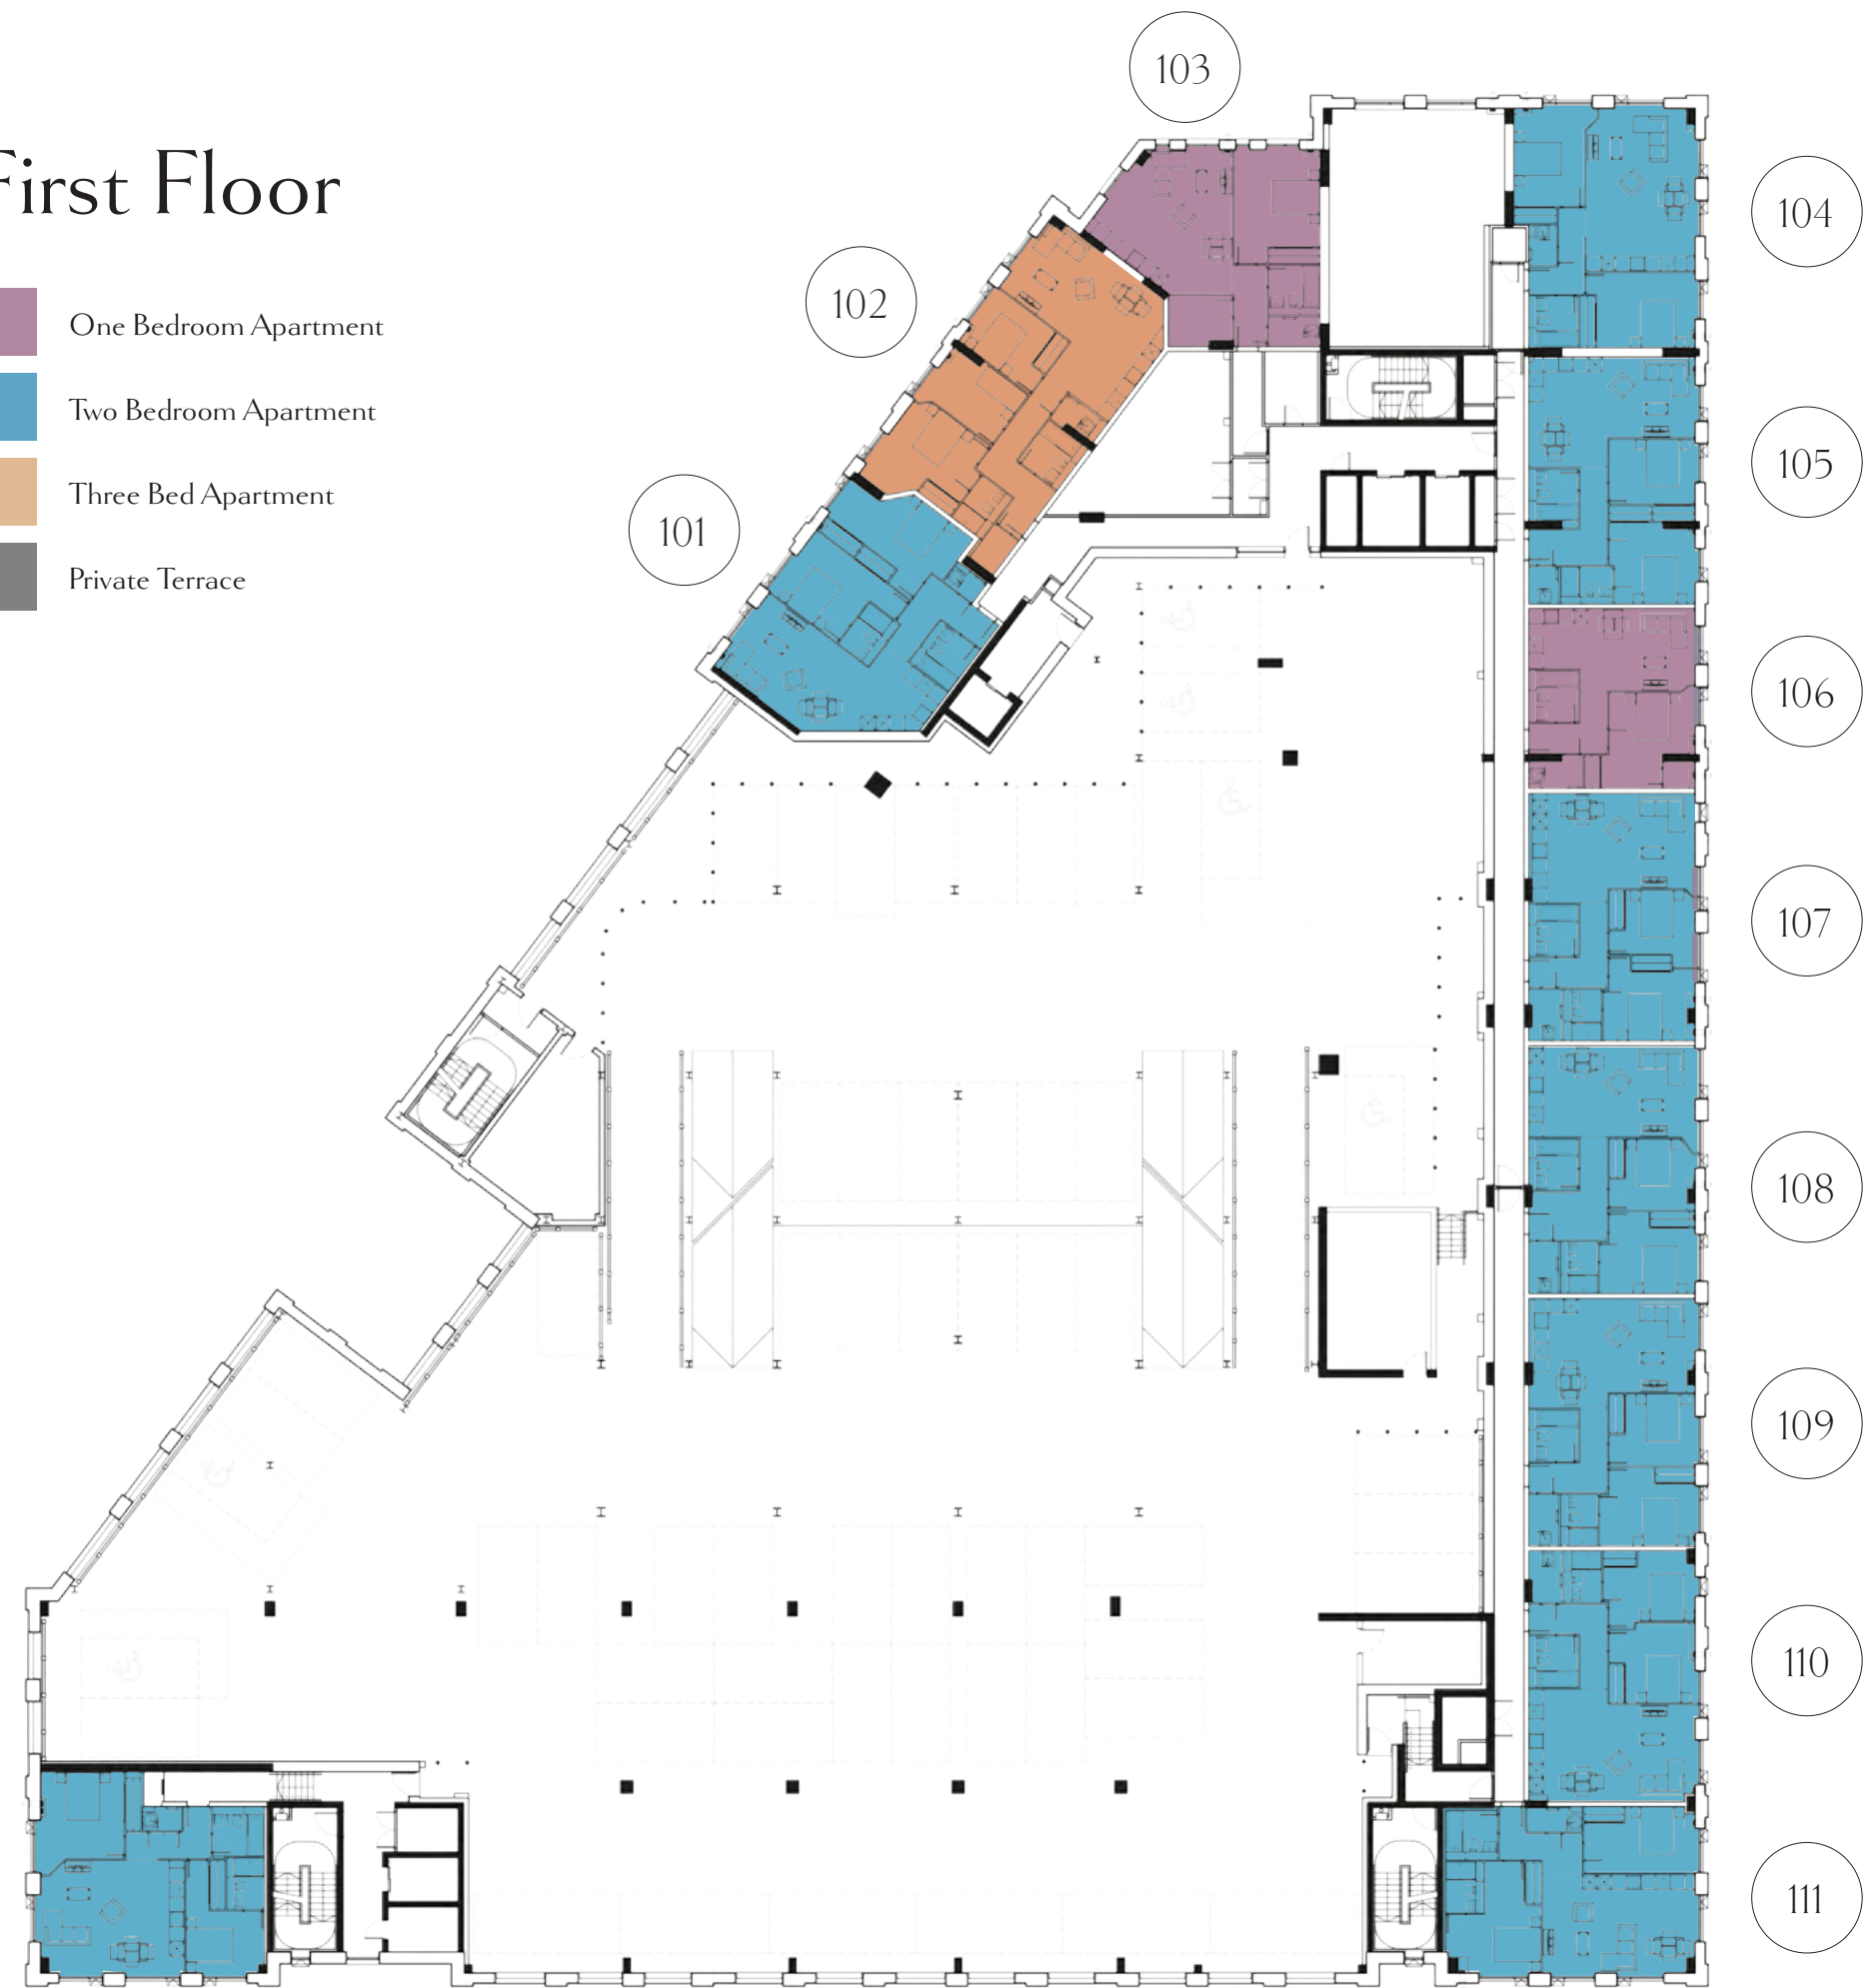 103
First Floor
104
One Bedroom Apartment
102
Two Bedroom Apartment
105
Three Bed Apartment
101
Private Terrace
106
107
108
109
110
111